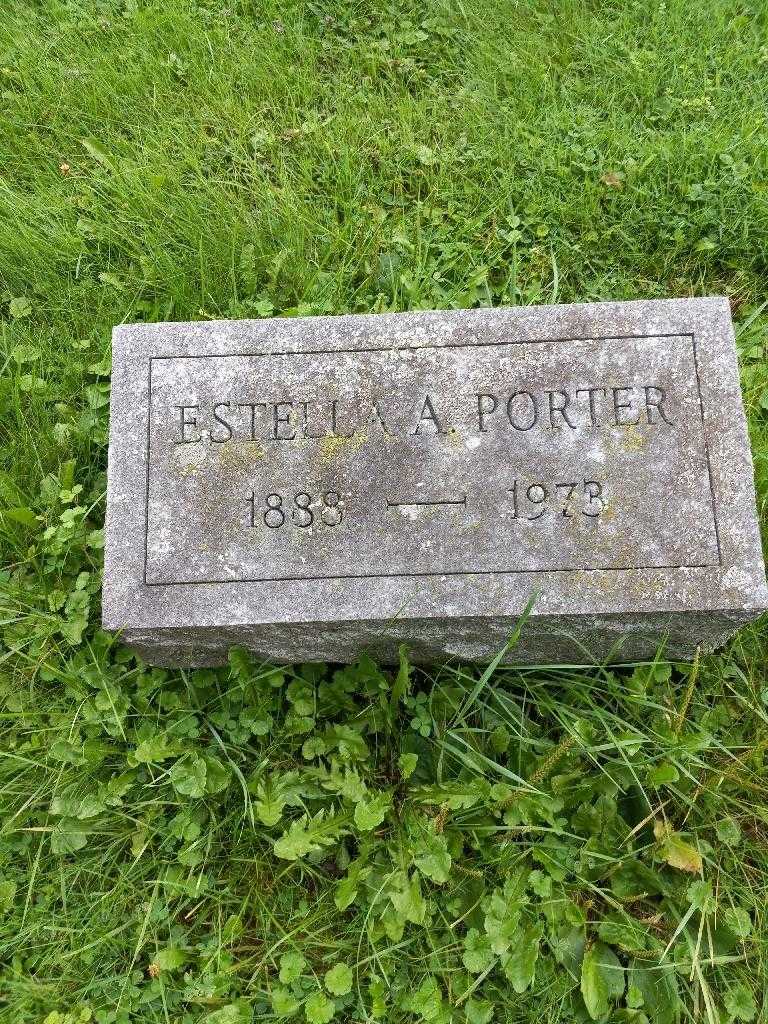 ESTELLA A. PORTER
1888 — 1973